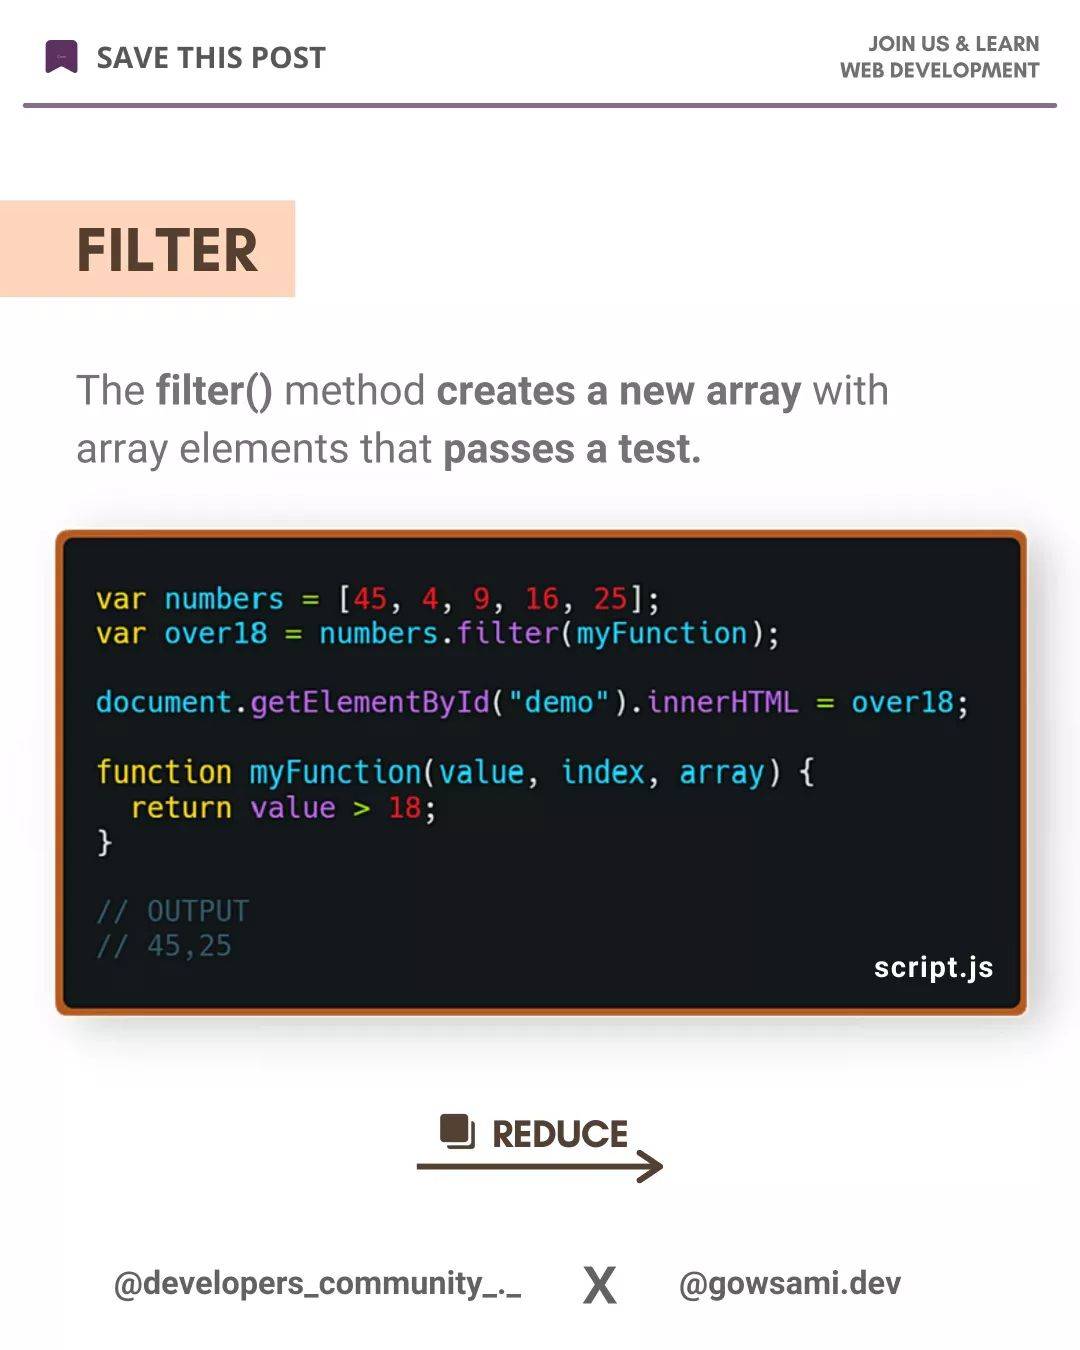 SAVE THIS POST
JOIN US & LEARN
WEB DEVELOPMENT
FILTER
The filter() method creates a new array with
array elements that passes a test.
var numbers = [45, 4, 9, 16, 25];
var over18 = numbers.filter(myFunction);
document.getElementById("demo").innerHTML = over18;
function myFunction(value, index, array) {
  return value > 18;
}
// OUTPUT
// 45,25
script.js
REDUCE
@developers_community_._ X @gowsami.dev